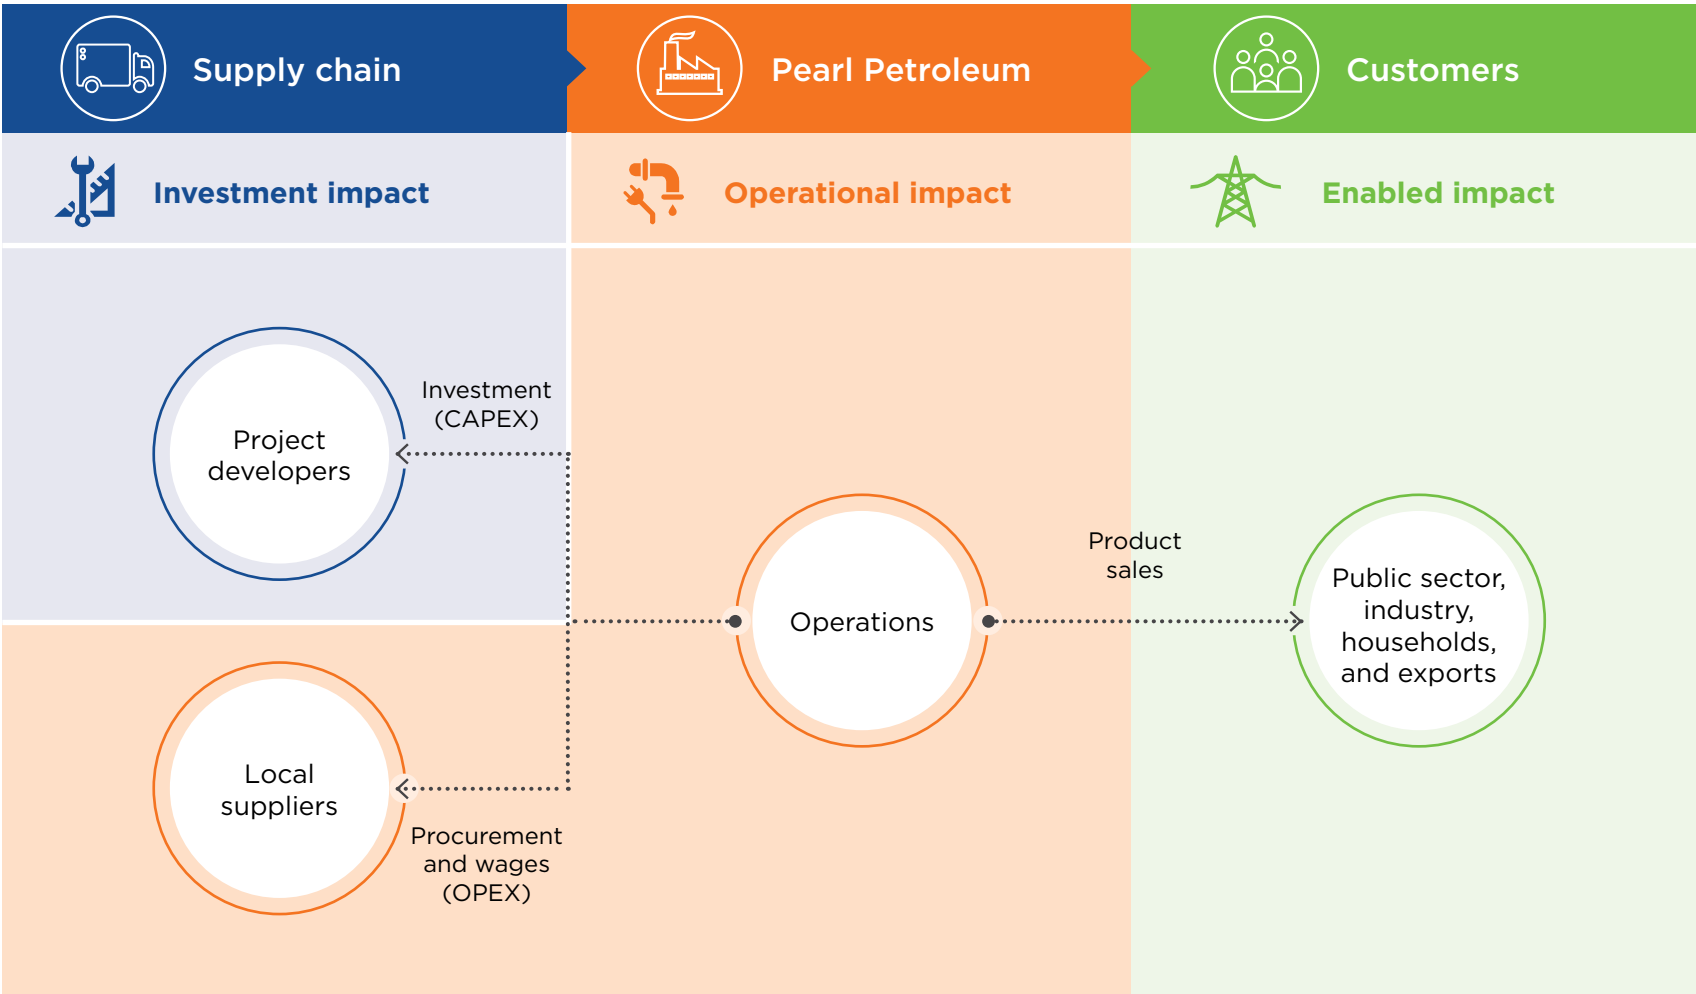 Supply chain
Pearl Petroleum
Customers
Investment impact
Operational impact
Enabled impact
Project
developers
Investment
(CAPEX)
Local
suppliers
Procurement
and wages
(OPEX)
Operations
Product
sales
Public sector,
industry,
households,
and exports